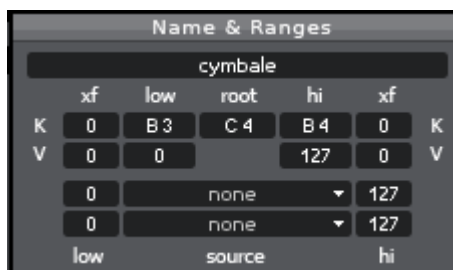 Name & Ranges
cymbale
xf low root hi xf
K 0 B 3 C 4 B 4 0 K
V 0 0 127 0 V
0 none 127
0 none 127
low source hi